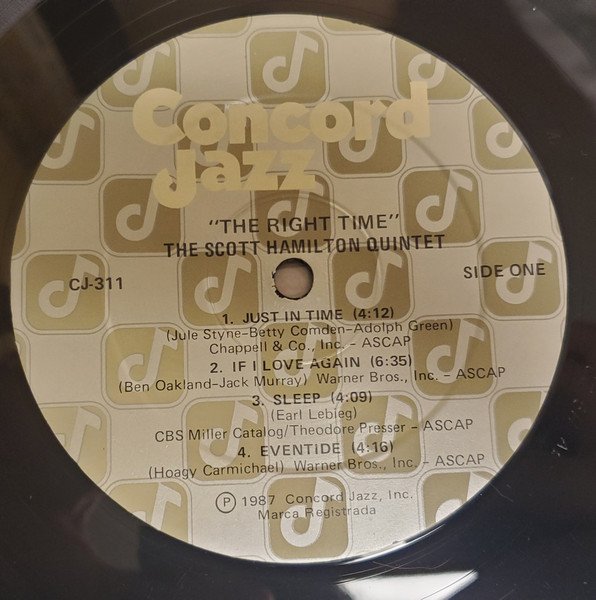 Concord
Jazz
"THE RIGHT TIME"
THE SCOTT HAMILTON QUINTET
CJ-311
SIDE ONE
1. JUST IN TIME (4:12)
(Jule Styne-Betty Comden-Adolph Green)
Chappell & Co., Inc. - ASCAP
2. IF I LOVE AGAIN (6:35)
(Ben Oakland-Jack Murray) Warner Bros., Inc. - ASCAP
3. SLEEP (4:09)
(Earl Lebieg)
CBS Miller Catalog/Theodore Presser - ASCAP
4. EVENTIDE (4:16)
(Hoagy Carmichael) Warner Bros., Inc. - ASCAP
Ⓟ 1987 Concord Jazz, Inc.
Marca Registrada